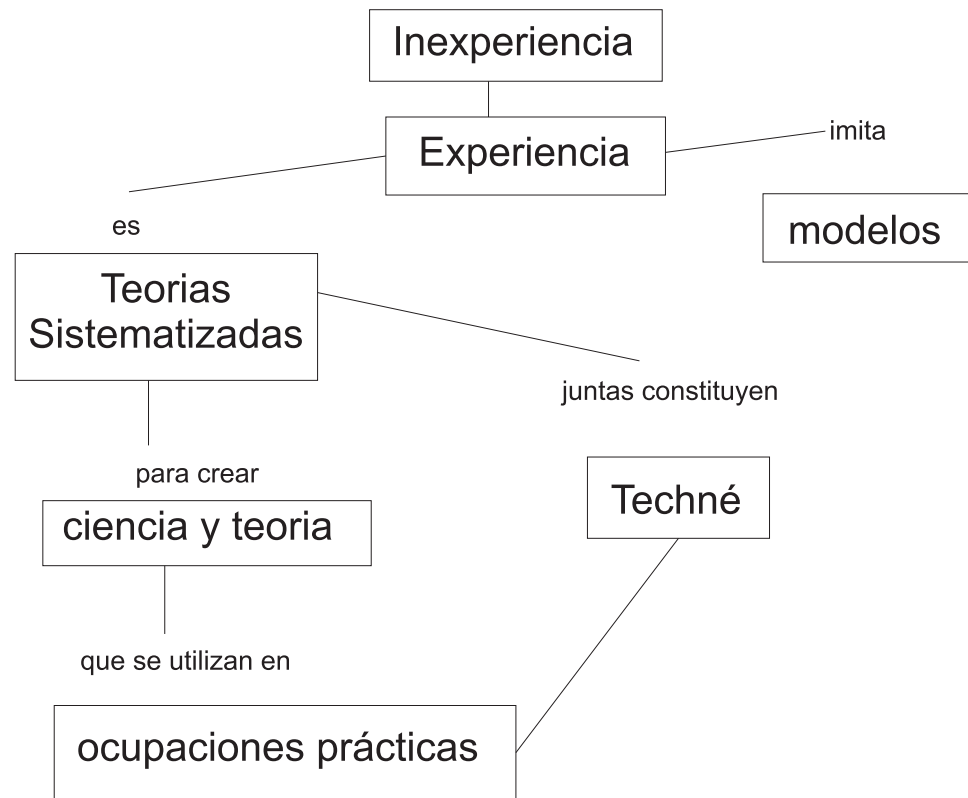 Inexperiencia
Experiencia
imita
modelos
es
Teorias
Sistematizadas
juntas constituyen
para crear
Techné
ciencia y teoria
que se utilizan en
ocupaciones prácticas